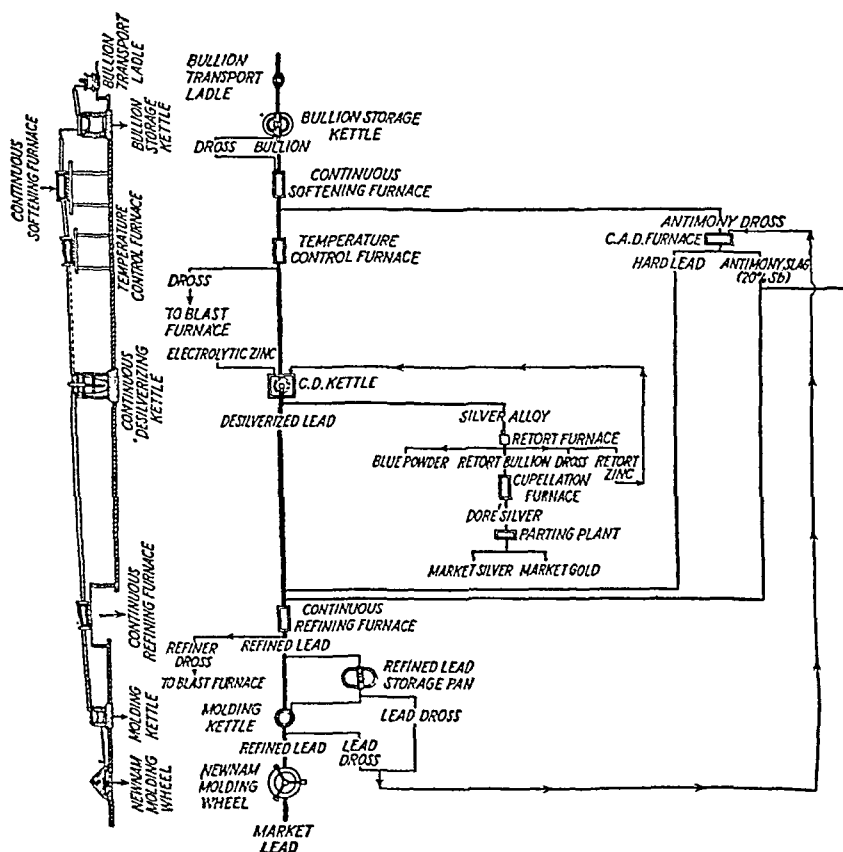 BULLION
TRANSPORT
LADLE
BULLION
STORAGE
KETTLE
CONTINUOUS
SOFTENING FURNACE
TEMPERATURE
CONTROL FURNACE
CONTINUOUS
DESILVERIZING
KETTLE
CONTINUOUS
REFINING FURNACE
MOLDING
KETTLE
NEWNAM
MOLDING
WHEEL
BULLION
TRANSPORT
LADLE
BULLION STORAGE
KETTLE
DROSS BULLION
CONTINUOUS
SOFTENING FURNACE
ANTIMONY DROSS
C.A.D. FURNACE
HARD LEAD
ANTIMONY SLAG
(20% Sb)
TEMPERATURE
CONTROL FURNACE
DROSS
TO BLAST
FURNACE
ELECTROLYTIC ZINC
C.D. KETTLE
DESILVERIZED LEAD
SILVER ALLOY
RETORT FURNACE
BLUE POWDER RETORT BULLION DROSS RETORT
ZINC
CUPELLATION
FURNACE
DORE SILVER
PARTING PLANT
MARKET SILVER MARKET GOLD
CONTINUOUS
REFINING FURNACE
REFINER
DROSS
REFINED LEAD
TO BLAST FURNACE
REFINED LEAD
STORAGE PAN
MOLDING
KETTLE
LEAD DROSS
REFINED LEAD
LEAD
DROSS
NEWNAM
MOLDING
WHEEL
MARKET
LEAD